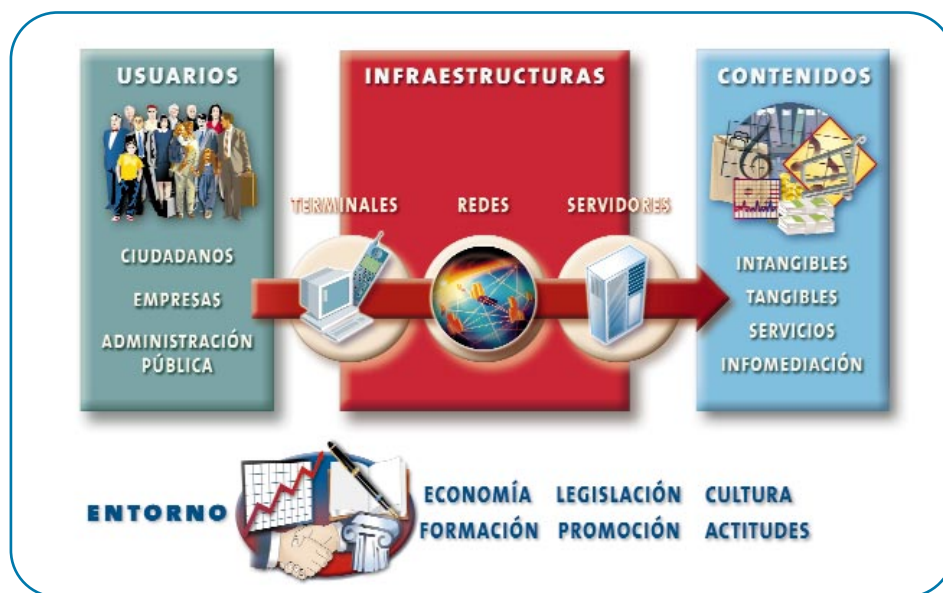 USUARIOS
CIUDADANOS
EMPRESAS
ADMINISTRACIÓN
PÚBLICA
INFRAESTRUCTURAS
TERMINALES REDES SERVIDORES
CONTENIDOS
INTANGIBLES
TANGIBLES
SERVICIOS
INFOMEDIACIÓN
ENTORNO
ECONOMÍA LEGISLACIÓN CULTURA
FORMACIÓN PROMOCIÓN ACTITUDES